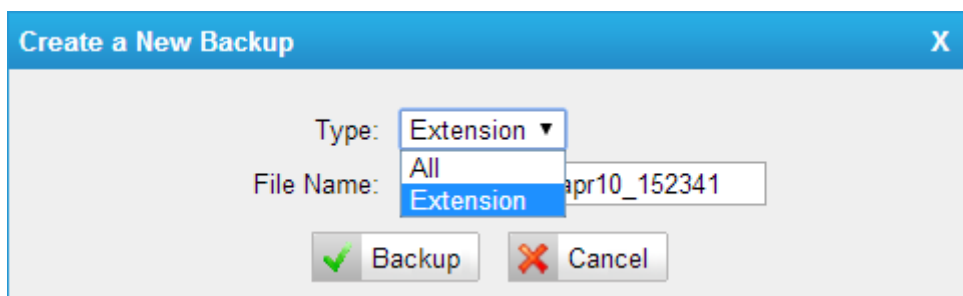 Create a New Backup X
Type: Extension
All
File Name: apr10_152341
Extension
Backup Cancel